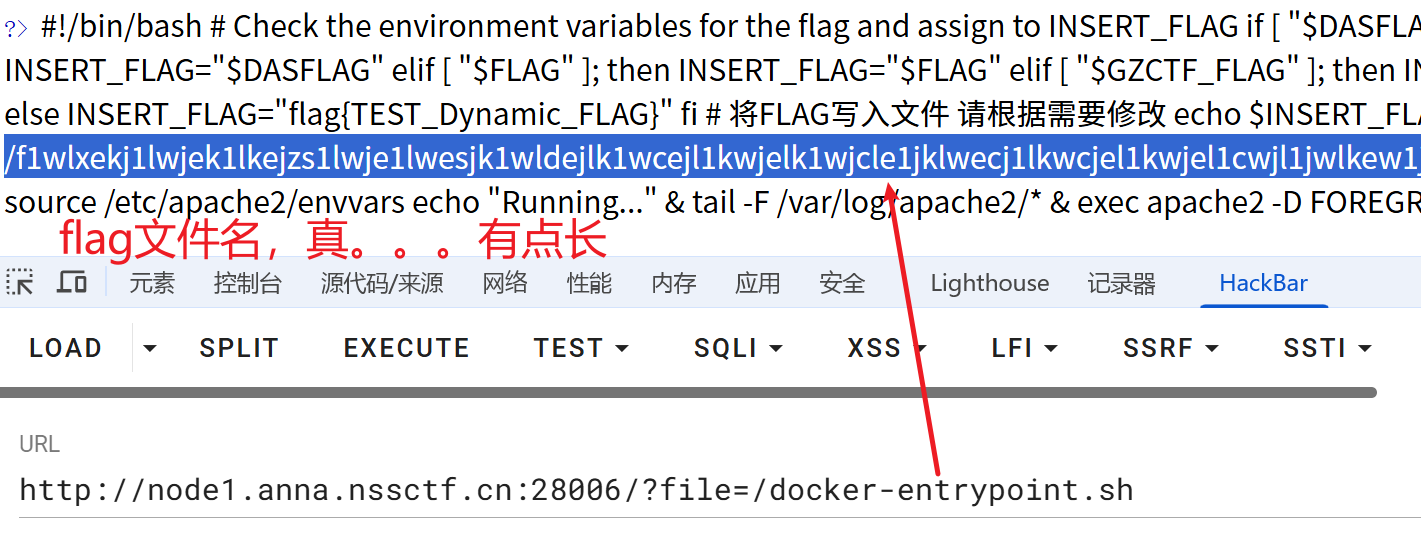 ?> #!/bin/bash # Check the environment variables for the flag and assign to INSERT_FLAG if [ "$DASFLA
INSERT_FLAG="$DASFLAG" elif [ "$FLAG" ]; then INSERT_FLAG="$FLAG" elif [ "$GZCTF_FLAG" ]; then IN
else INSERT_FLAG="flag{TEST_Dynamic_FLAG}" fi # 将FLAG写入文件 请根据需要修改 echo $INSERT_FLA
/f1wlxekj1lwjek1lkejzs1lwje1lwesjk1wldejlk1wcejl1kwjelk1wjcle1jklwecj1lkwcjel1kwjel1cwjl1jwlkew1j
source /etc/apache2/envvars echo "Running..." & tail -F /var/log/apache2/* & exec apache2 -D FOREGR
flag文件名，真。。。有点长
元素 控制台 源代码/来源 网络 性能 内存 应用 安全 Lighthouse 记录器 HackBar
LOAD SPLIT EXECUTE TEST SQLI XSS LFI SSRF SSTI
URL
http://node1.anna.nssctf.cn:28006/?file=/docker-entrypoint.sh